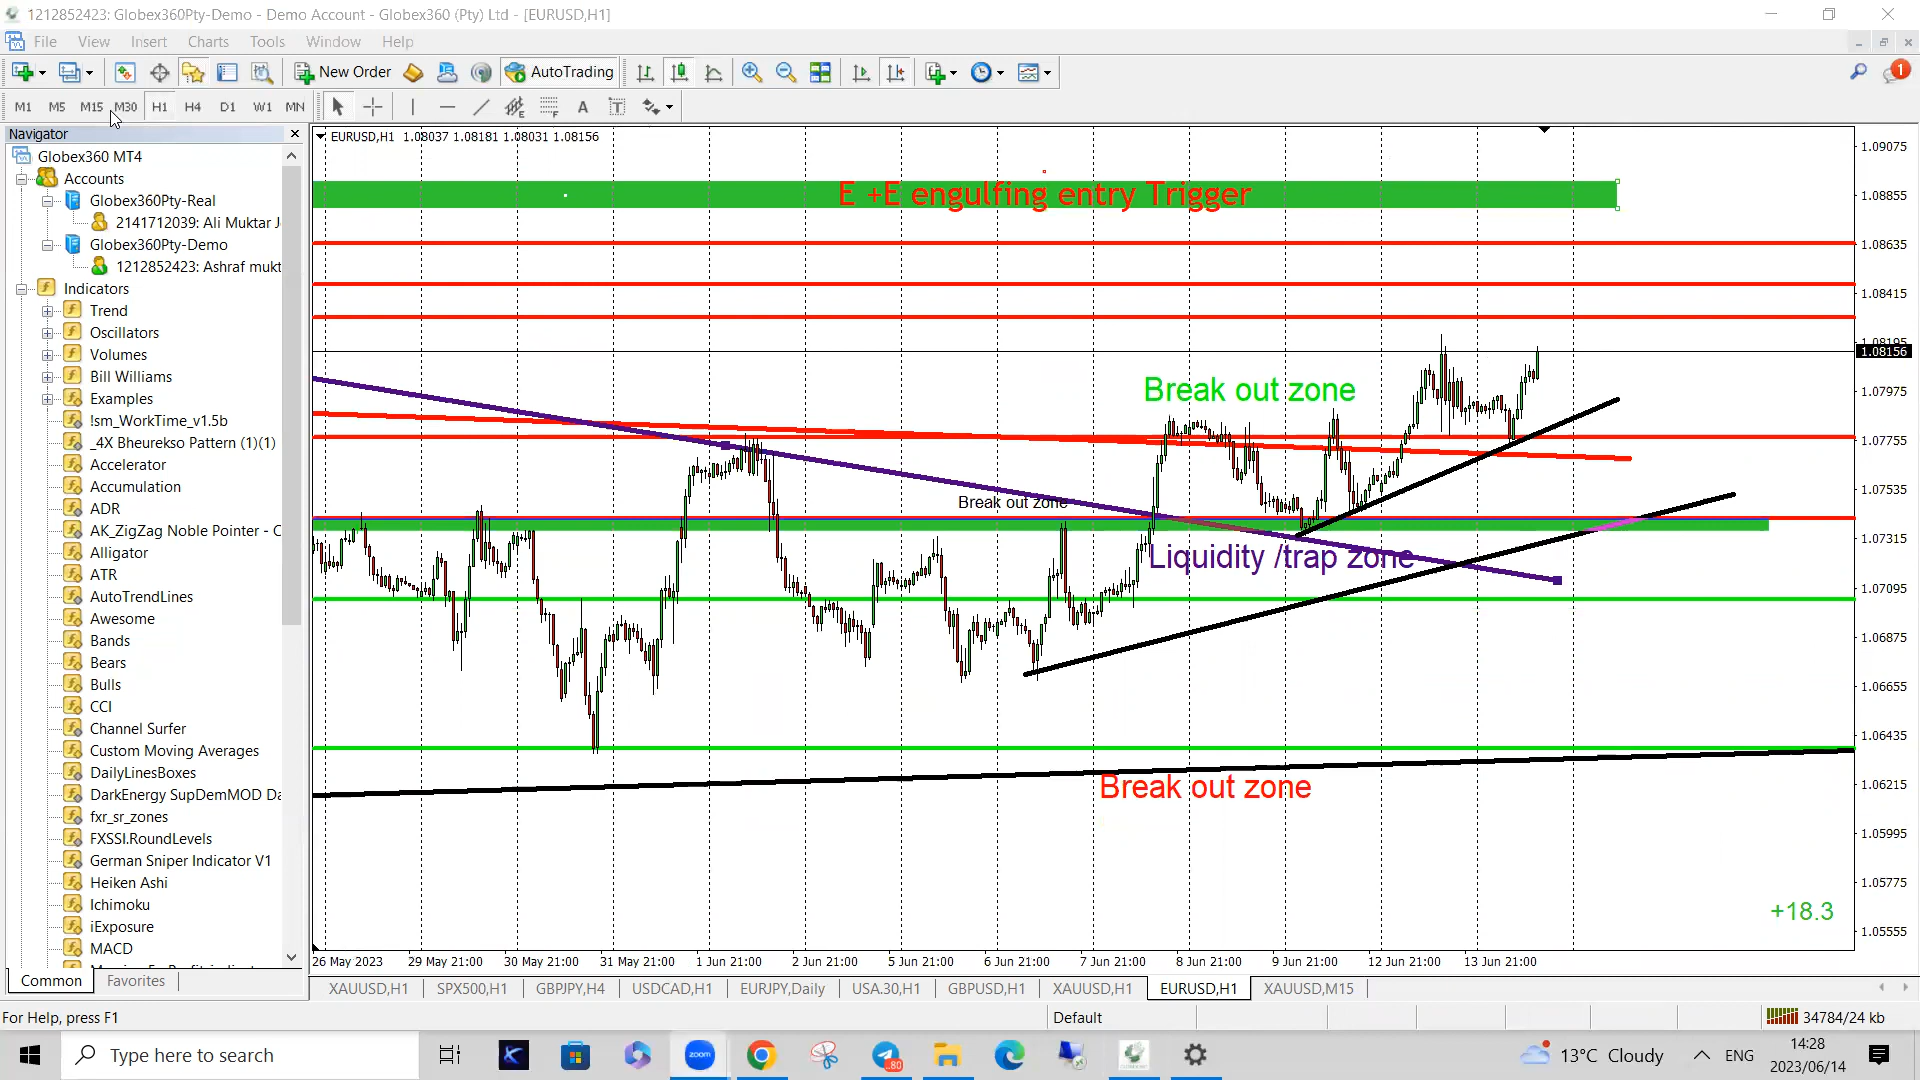 1212852423: Globex360Pty-Demo - Demo Account - Globex360 (Pty) Ltd - [EURUSD,H1]
File View Insert Charts Tools Window Help
New Order AutoTrading 1
M1 M5 M15 M30 H1 H4 D1 W1 MN A T
Navigator
Globex360 MT4
Accounts
Globex360Pty-Real
2141712039: Ali Muktar J
Globex360Pty-Demo
1212852423: Ashraf mukt
Indicators
Trend
Oscillators
Volumes
Bill Williams
Examples
!sm_WorkTime_v1.5b
_4X Bheurekso Pattern (1)(1)
Accelerator
Accumulation
ADR
AK_ZigZag Noble Pointer - C
Alligator
ATR
AutoTrendLines
Awesome
Bands
Bears
Bulls
CCI
Channel Surfer
Custom Moving Averages
DailyLinesBoxes
DarkEnergy SupDemMOD Da
fxr_sr_zones
FXSSI.RoundLevels
German Sniper Indicator V1
Heiken Ashi
Ichimoku
iExposure
MACD
Common Favorites
EURUSD,H1 1.08037 1.08181 1.08031 1.08156
E +E engulfing entry Trigger
Break out zone
Break out zone
Liquidity /trap zone
Break out zone
+18.3
1.09075
1.08855
1.08635
1.08415
1.08195
1.08156
1.07975
1.07755
1.07535
1.07315
1.07095
1.06875
1.06655
1.06435
1.06215
1.05995
1.05775
1.05555
26 May 2023 29 May 21:00 30 May 21:00 31 May 21:00 1 Jun 21:00 2 Jun 21:00 5 Jun 21:00 6 Jun 21:00 7 Jun 21:00 8 Jun 21:00 9 Jun 21:00 12 Jun 21:00 13 Jun 21:00
XAUUSD,H1 SPX500,H1 GBPJPY,H4 USDCAD,H1 EURJPY,Daily USA.30,H1 GBPUSD,H1 XAUUSD,H1 EURUSD,H1 XAUUSD,M15
For Help, press F1 Default 34784/24 kb
Type here to search zoom 80 13°C Cloudy ENG 14:28
2023/06/14